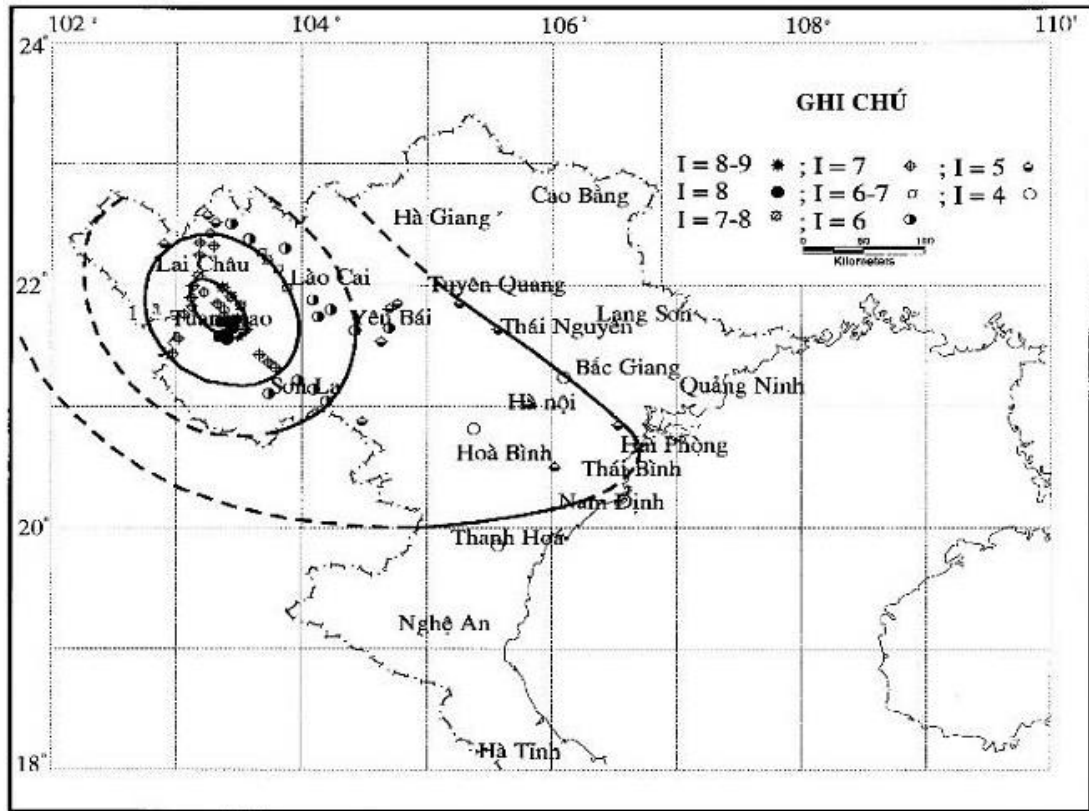 102° 104° 106° 108° 110°
24°
GHI CHÚ
I = 8-9 ; I = 7 ; I = 5
I = 8 ; I = 6-7 ; I = 4
I = 7-8 ; I = 6
0 50 100
Kilometers
Cao Bằng
Hà Giang
22°
Lai Châu
Lào Cai
Tuyên Quang
Yên Bái
Thái Nguyên
Lạng Sơn
Bắc Giang
Quảng Ninh
Sơn La
Hà nội
Hải Phòng
Hoà Bình
Thái Bình
Nam Định
20°
Thanh Hoá
Nghệ An
Hà Tĩnh
18°